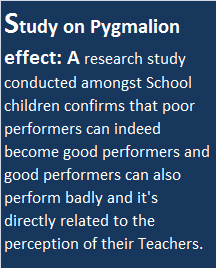 Study on Pygmalion
effect: A research study
conducted amongst School
children confirms that poor
performers can indeed
become good performers and
good performers can also
perform badly and it's
directly related to the
perception of their Teachers.